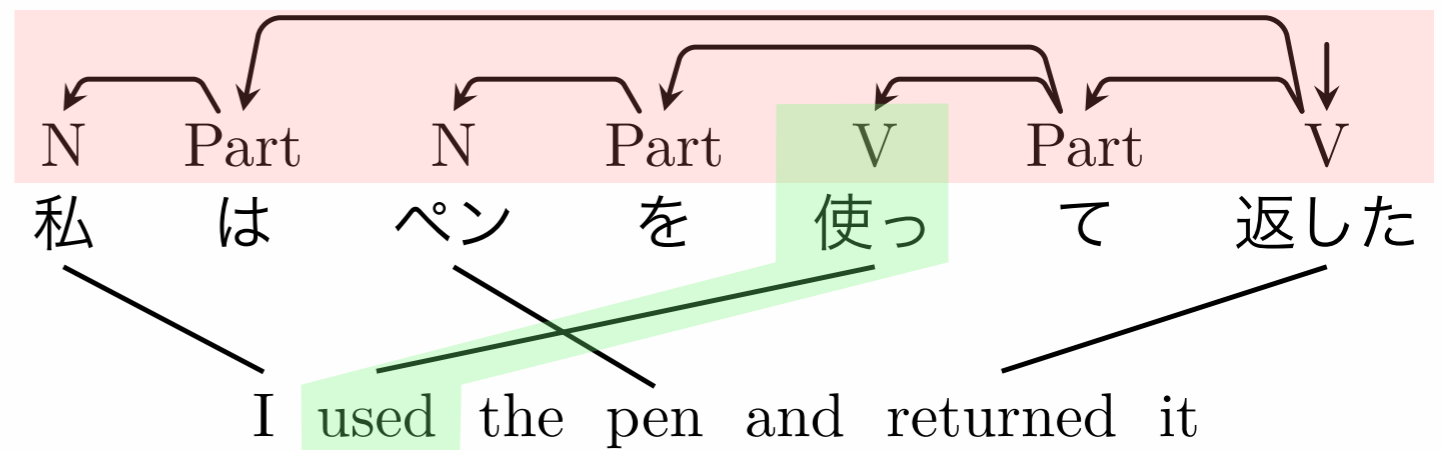 N Part N Part V Part V
私 は ペン を 使っ て 返した
I used the pen and returned it